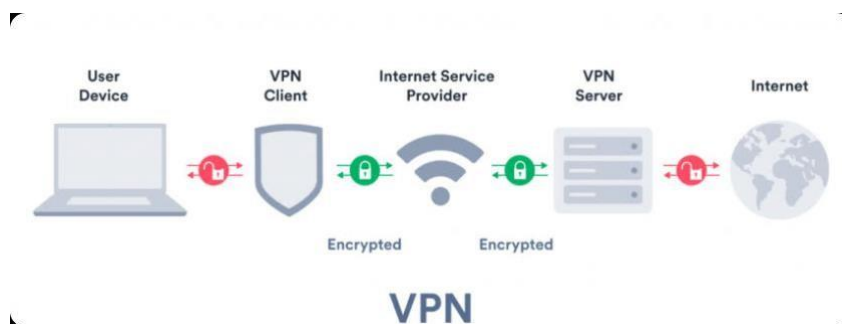 User
Device
VPN
Client
Internet Service
Provider
VPN
Server
Internet
Encrypted
Encrypted
VPN